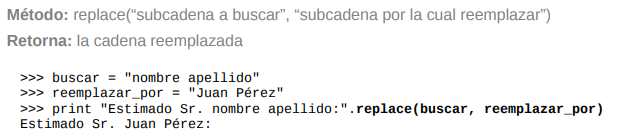 Método: replace(“subcadena a buscar”, “subcadena por la cual reemplazar”)
Retorna: la cadena reemplazada
>>> buscar = "nombre apellido"
>>> reemplazar_por = "Juan Pérez"
>>> print "Estimado Sr. nombre apellido:".replace(buscar, reemplazar_por)
Estimado Sr. Juan Pérez: